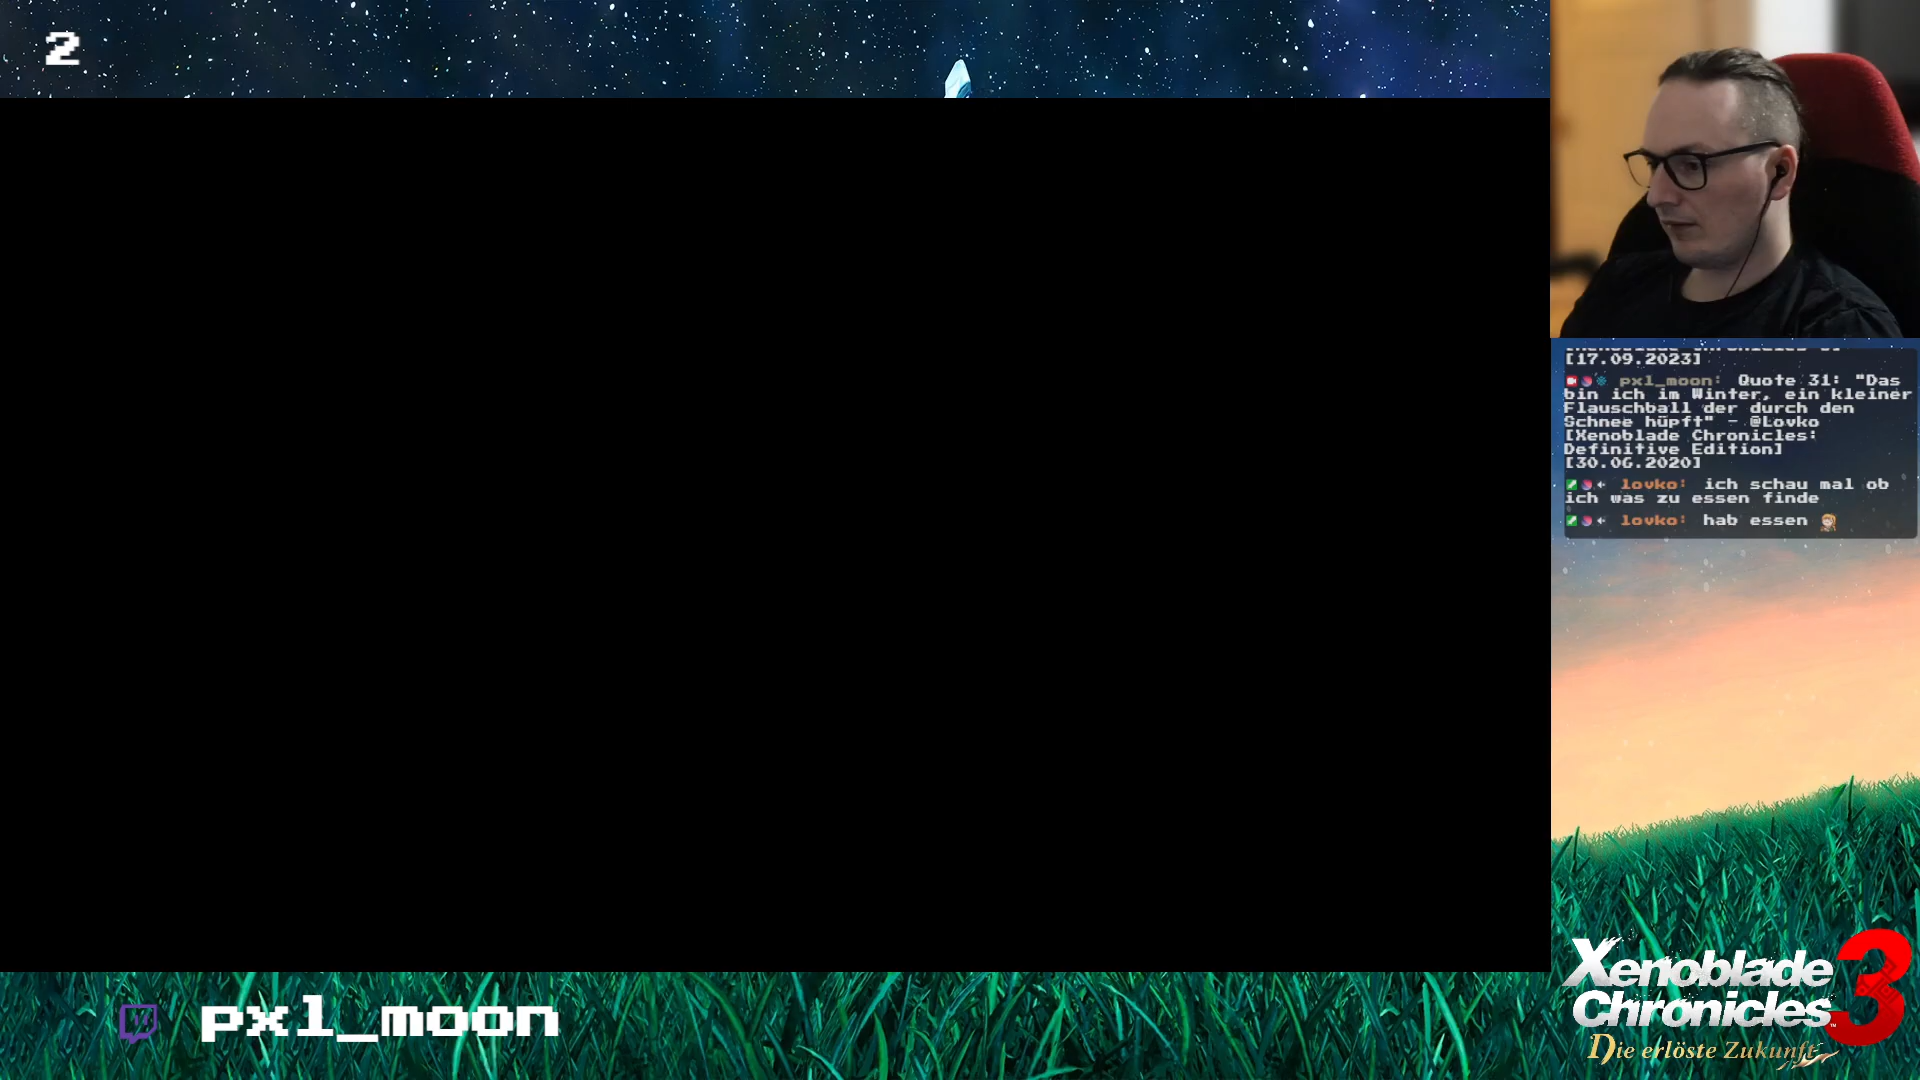 2
[17.09.2023]
pxl_moon: Quote 31: "Das
bin ich im Winter, ein kleiner
Flauschball der durch den
Schnee hüpft" - @Lovko
[Xenoblade Chronicles:
Definitive Edition]
[30.06.2020]
lovko: ich schau mal ob
ich was zu essen finde
lovko: hab essen
pxl_moon
Xenoblade
Chronicles 3
Die erlöste Zukunft